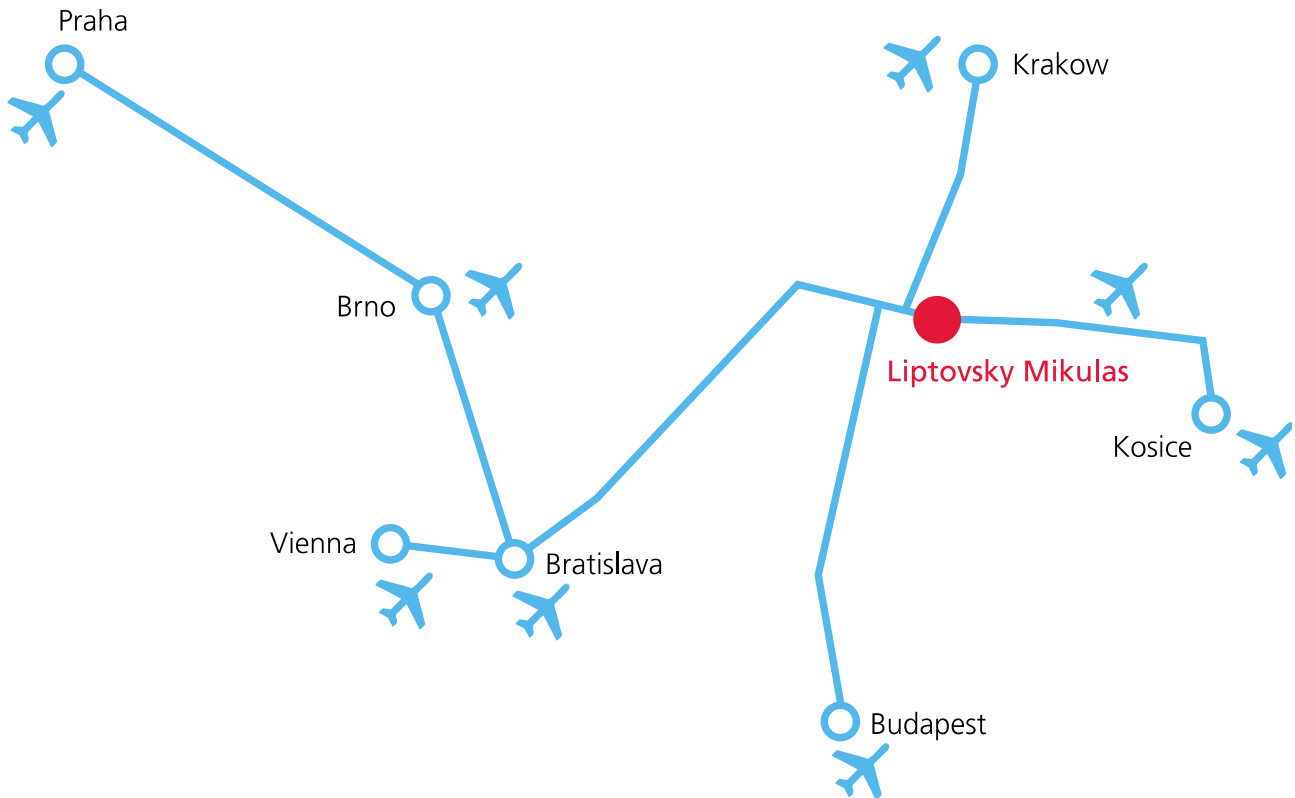 Praha
Krakow
Brno
Liptovsky Mikulas
Kosice
Vienna
Bratislava
Budapest